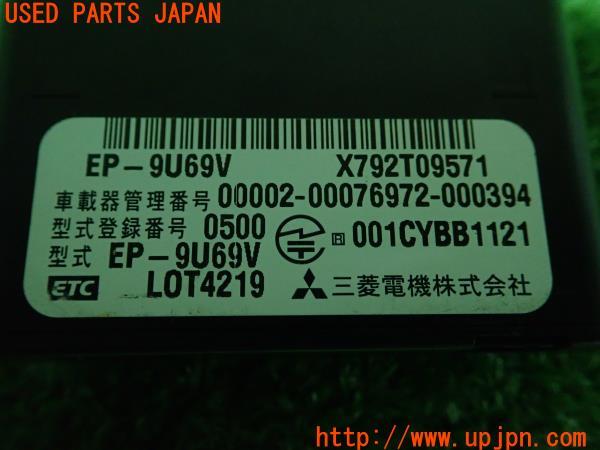 USED PARTS JAPAN
EP-9U69V X792T09571
車載器管理番号 00002-00076972-000394
型式登録番号 0500 R 001CYBB1121
型式 EP-9U69V
ETC LOT4219 三菱電機株式会社
UPJ
http://www.upjpn.com/